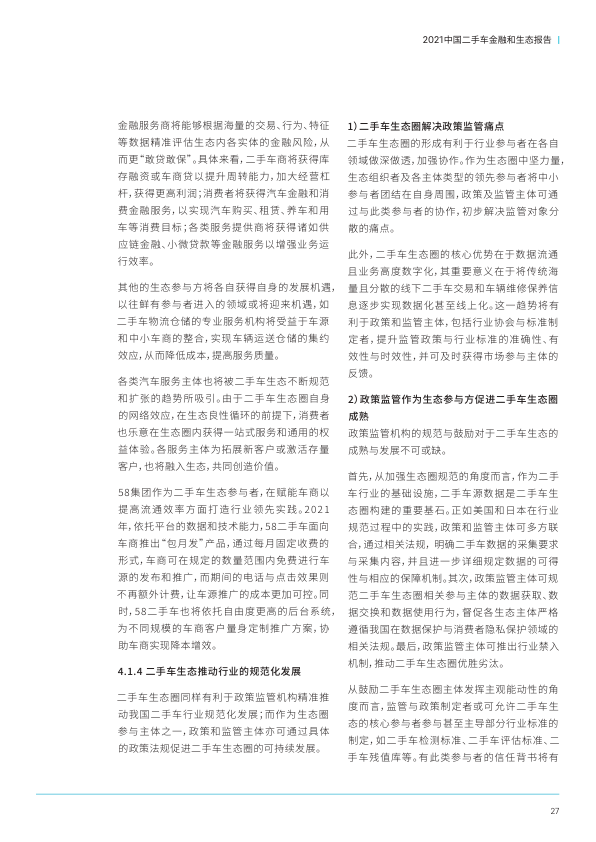 2021中国二手车金融和生态报告
金融服务商将能够根据海量的交易、行为、特征
等数据精准评估生态内各实体的金融风险，从
而更“敢贷敢保”。具体来看，二手车商将获得库
存融资或车商贷以提升周转能力，加大经营杠
杆，获得更高利润；消费者将获得汽车金融和消
费金融服务，以实现汽车购买、租赁、养车和用
车等消费目标；各类服务提供商将获得诸如供
应链金融、小微贷款等金融服务以增强业务运
行效率。
其他的生态参与方将各自获得自身的发展机遇，
以往鲜有参与者进入的领域或将迎来机遇，如
二手车物流仓储的专业服务机构将受益于车源
和中小车商的整合，实现车辆运送仓储的集约
效应，从而降低成本，提高服务质量。
各类汽车服务主体也将被二手车生态不断规范
和扩张的趋势所吸引。由于二手车生态圈自身
的网络效应，在生态良性循环的前提下，消费者
也乐意在生态圈内获得一站式服务和通用的权
益体验。各服务主体为拓展新客户或激活存量
客户，也将融入生态，共同创造价值。
58集团作为二手车生态参与者，在赋能车商以
提高流通效率方面打造行业领先实践。2021
年，依托平台的数据和技术能力，58二手车面向
车商推出“包月发”产品，通过每月固定收费的
形式，车商可在规定的数量范围内免费进行车
源的发布和推广，而期间的电话与点击效果则
不再额外计费，让车源推广的成本更加可控。同
时，58二手车也将依托自由度更高的后台系统，
为不同规模的车商客户量身定制推广方案，协
助车商实现降本增效。
4.1.4 二手车生态推动行业的规范化发展
二手车生态圈同样有利于政策监管机构精准推
动我国二手车行业规范化发展；而作为生态圈
参与主体之一，政策和监管主体亦可通过具体
的政策法规促进二手车生态圈的可持续发展。
1）二手车生态圈解决政策监管痛点
二手车生态圈的形成有利于行业参与者在各自
领域做深做透，加强协作。作为生态圈中坚力量，
生态组织者及各主体类型的领先参与者将中小
参与者团结在自身周围，政策及监管主体可通
过与此类参与者的协作，初步解决监管对象分
散的痛点。
此外，二手车生态圈的核心优势在于数据流通
且业务高度数字化，其重要意义在于将传统海
量且分散的线下二手车交易和车辆维修保养信
息逐步实现数据化甚至线上化。这一趋势将有
利于政策和监管主体，包括行业协会与标准制
定者，提升监管政策与行业标准的准确性、有
效性与时效性，并可及时获得市场参与主体的
反馈。
2）政策监管作为生态参与方促进二手车生态圈
成熟
政策监管机构的规范与鼓励对于二手车生态的
成熟与发展不可或缺。
首先，从加强生态圈规范的角度而言，作为二手
车行业的基础设施，二手车源数据是二手车生
态圈构建的重要基石。正如美国和日本在行业
规范过程中的实践，政策和监管主体可多方联
合，通过相关法规，明确二手车数据的采集要求
与采集内容，并且进一步详细规定数据的可得
性与相应的保障机制。其次，政策监管主体可规
范二手车生态圈相关参与主体的数据获取、数
据交换和数据使用行为，督促各生态主体严格
遵循我国在数据保护与消费者隐私保护领域的
相关法规。最后，政策监管主体可推出行业禁入
机制，推动二手车生态圈优胜劣汰。
从鼓励二手车生态圈主体发挥主观能动性的角
度而言，监管与政策制定者或可允许二手车生
态的核心参与者参与甚至主导部分行业标准的
制定，如二手车检测标准、二手车评估标准、二
手车残值库等。有此类参与者的信任背书将有
27